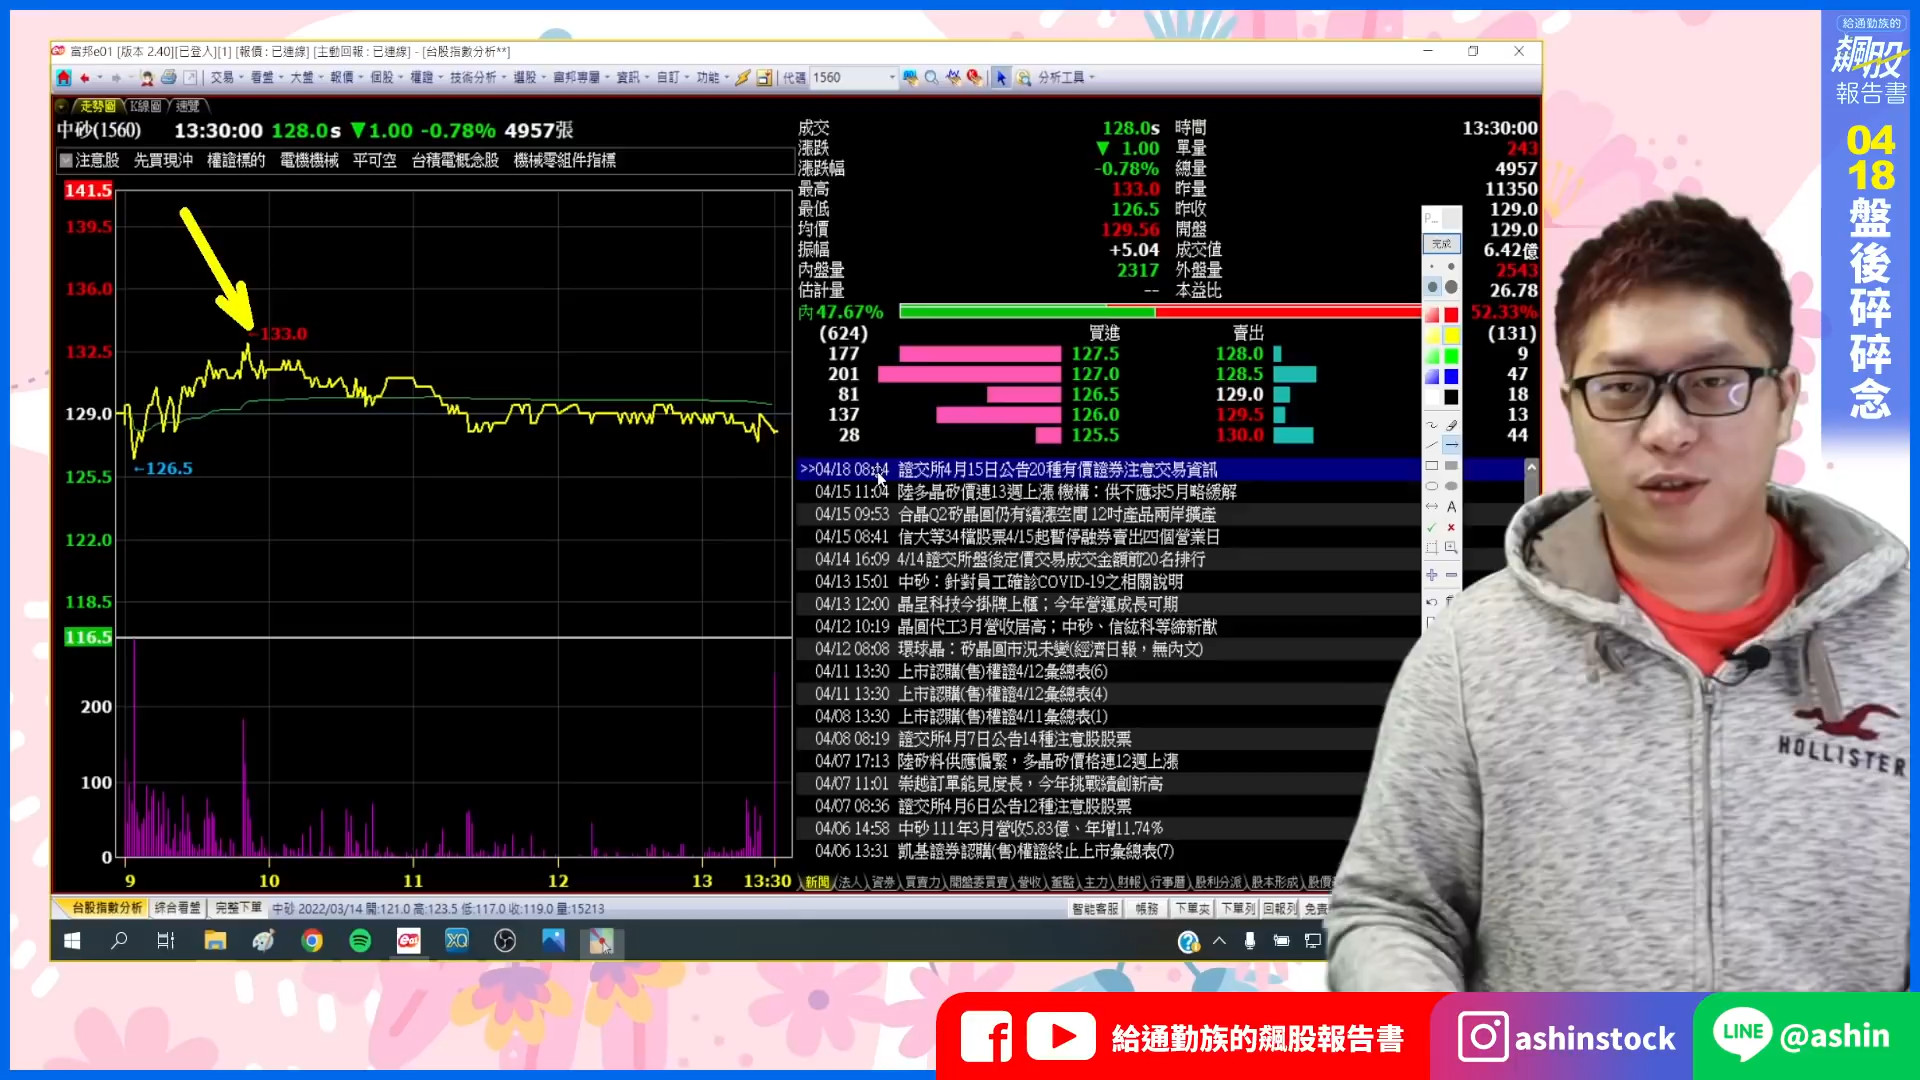 富邦e01 [版本 2.40][已登入][1] [報價：已連線] [主動回報：已連線] - [台股指數分析**]
交易 看盤 大盤 報價 個股 權證 技術分析 選股 富邦專屬 資訊 自訂 功能 代碼 1560 分析工具
走勢圖 K線圖 速覽
中砂(1560) 13:30:00 128.0s ▼1.00 -0.78% 4957張
注意股 先買現沖 權證標的 電機機械 平可空 台積電概念股 機械零組件指標
141.5
139.5
136.0
132.5
129.0
125.5
122.0
118.5
116.5
200
100
0
←133.0
←126.5
9 10 11 12 13 13:30
成交 128.0s 時間 13:30:00
漲跌 ▼ 1.00 單量 243
漲跌幅 -0.78% 總量 4957
最高 133.0 昨量 11350
最低 126.5 昨收 129.0
均價 129.56 開盤 129.0
振幅 +5.04 成交值 6.42億
內盤量 2317 外盤量 2543
估計量 -- 本益比 26.78
內47.67% 52.33%
(624) 買進 賣出 (131)
177 127.5 128.0 9
201 127.0 128.5 47
81 126.5 129.0 18
137 126.0 129.5 13
28 125.5 130.0 44
>>04/18 08:14 證交所4月15日公告20種有價證券注意交易資訊
04/15 11:04 陸多晶矽價連13週上漲 機構：供不應求5月略緩解
04/15 09:53 合晶Q2矽晶圓仍有續漲空間 12吋產品兩岸擴產
04/15 08:41 信大等34檔股票4/15起暫停融券賣出四個營業日
04/14 16:09 4/14證交所盤後定價交易成交金額前20名排行
04/13 15:01 中砂：針對員工確診COVID-19之相關說明
04/13 12:00 晶呈科技今掛牌上櫃；今年營運成長可期
04/12 10:19 晶圓代工3月營收居高；中砂、信紘科等締新猷
04/12 08:08 環球晶：矽晶圓市況未變(經濟日報，無內文)
04/11 13:30 上市認購(售)權證4/12彙總表(6)
04/11 13:30 上市認購(售)權證4/12彙總表(4)
04/08 13:30 上市認購(售)權證4/11彙總表(1)
04/08 08:19 證交所4月7日公告14種注意股股票
04/07 17:13 陸矽料供應偏緊，多晶矽價格連12週上漲
04/07 11:01 崇越訂單能見度長，今年挑戰續創新高
04/07 08:36 證交所4月6日公告12種注意股股票
04/06 14:58 中砂111年3月營收5.83億、年增11.74%
04/06 13:31 凱基證券認購(售)權證終止上市彙總表(7)
新聞 法人 資券 買賣力 開盤委買賣 營收 董監 主力 財報 行事曆 股利分派 股本形成 股價
台股指數分析 綜合看盤 完整下單 中砂 2022/03/14 開:121.0 高:123.5 低:117.0 收:119.0 量:15213
智能客服 帳務 下單夾 下單列 回報列 免責
完成
A
給通勤族的
飆股
報告書
04
18
盤後碎碎念
HOLLISTER
給通勤族的飆股報告書
ashinstock
LINE @ashin